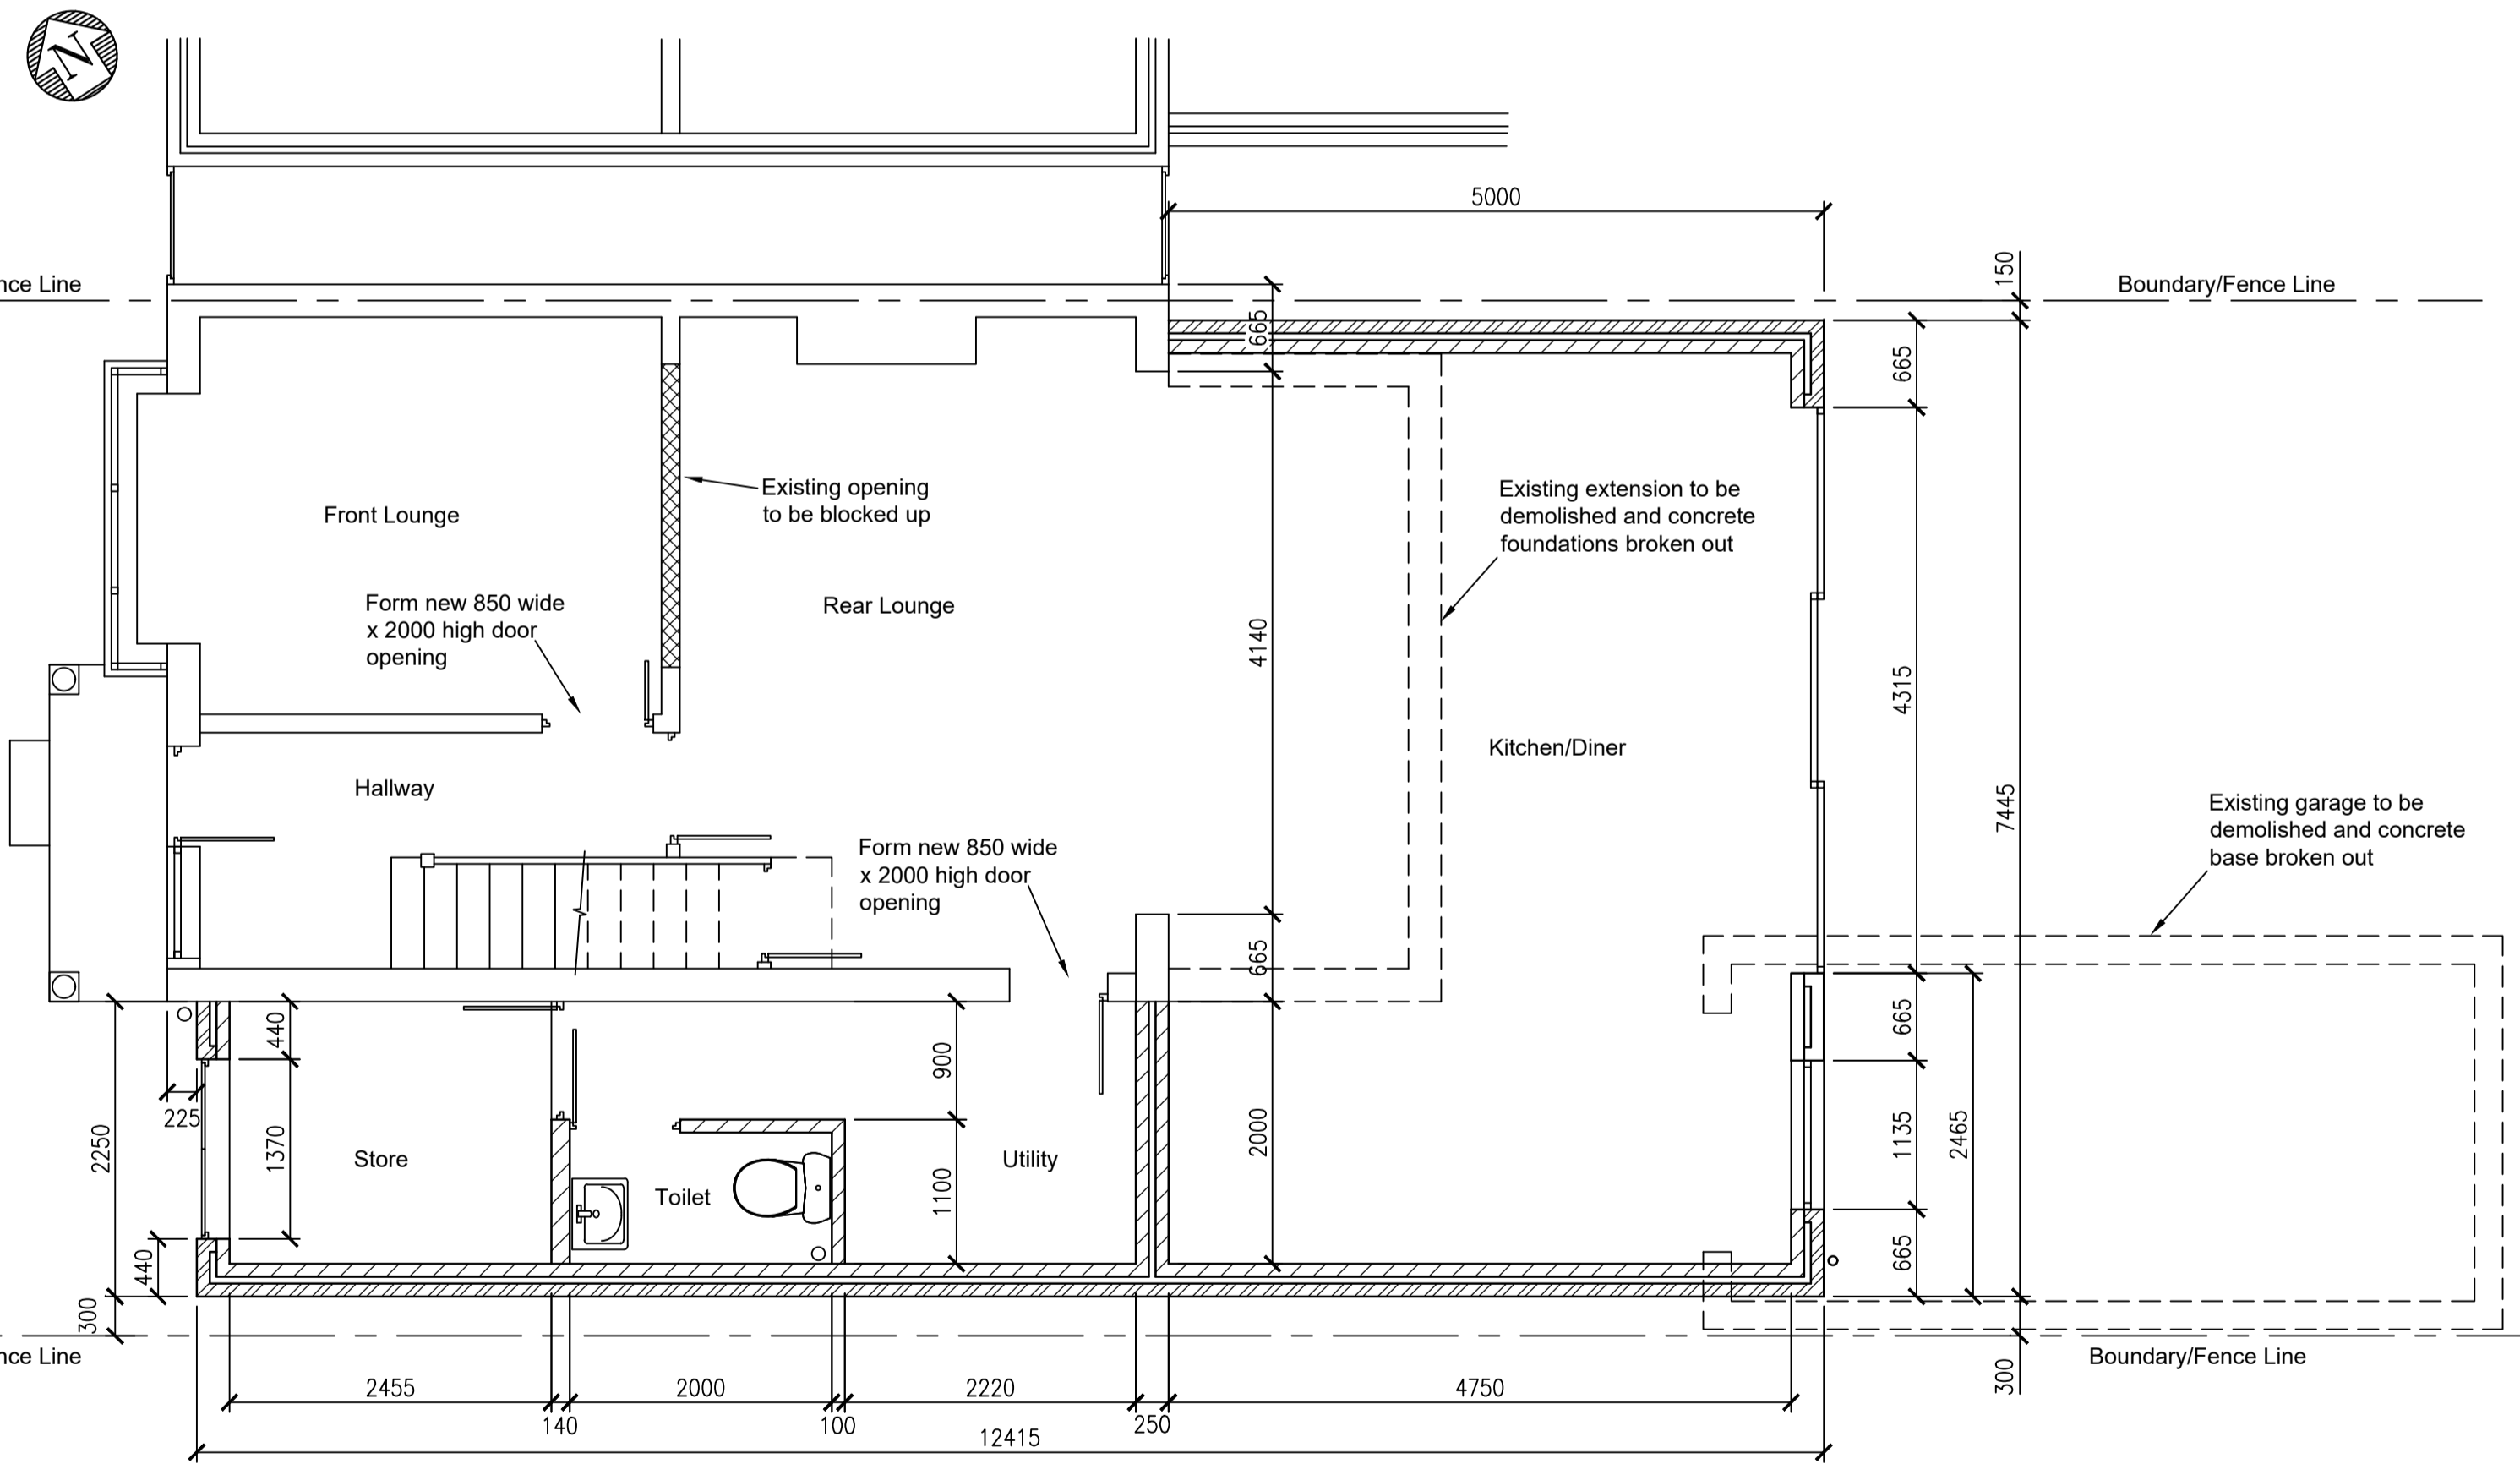 N
5000
150
nce Line
Boundary/Fence Line
665
665
Existing opening
to be blocked up
Existing extension to be
demolished and concrete
foundations broken out
Front Lounge
Form new 850 wide
x 2000 high door
opening
Rear Lounge
4140
4315
Kitchen/Diner
Hallway
7445
Existing garage to be
demolished and concrete
base broken out
Form new 850 wide
x 2000 high door
opening
665
665
440
900
225
2250
1370
Store
Toilet
1100
Utility
2000
1135
2465
440
665
300
nce Line
Boundary/Fence Line
300
2455
2000
2220
4750
140
100
250
12415